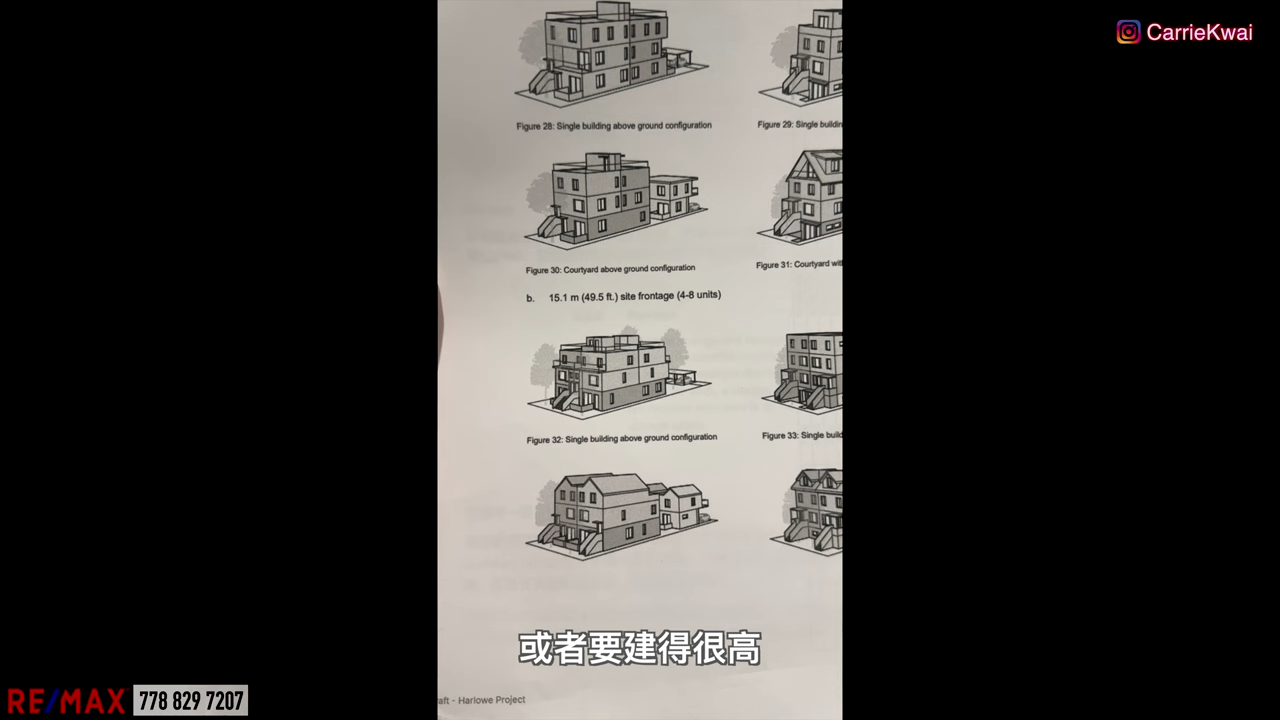 CarrieKwai
Figure 28: Single building above ground configuration
Figure 29: Single buildin
Figure 30: Courtyard above ground configuration
Figure 31: Courtyard wit
b. 15.1 m (49.5 ft.) site frontage (4-8 units)
Figure 32: Single building above ground configuration
Figure 33: Single build
或者要建得很高
aft - Harlowe Project
RE/MAX 778 829 7207